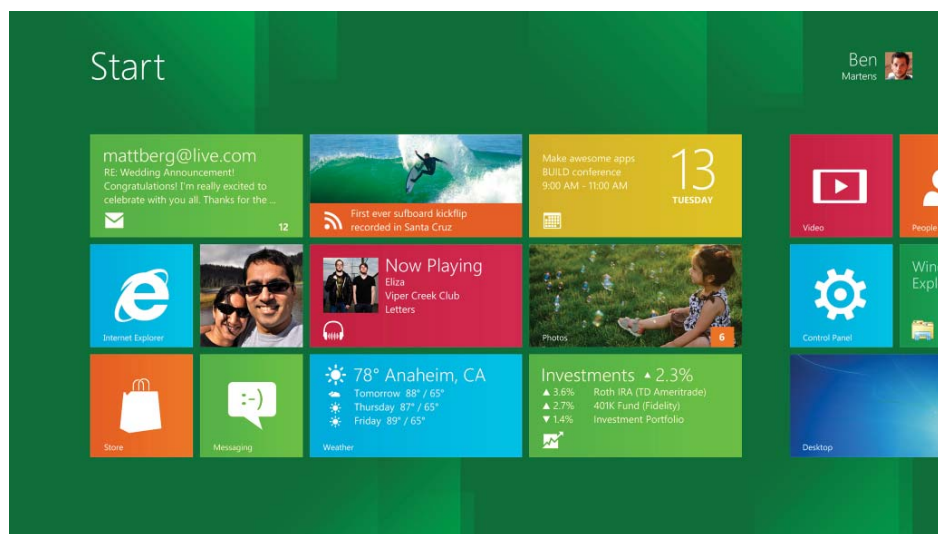 Start
Ben
Martens
mattberg@live.com
RE: Wedding Announcement!
Congratulations! I'm really excited to
celebrate with you all. Thanks for the ...
12
First ever sufboard kickflip
recorded in Santa Cruz
Make awesome apps
BUILD conference
9:00 AM - 11:00 AM
13
TUESDAY
Video
People
Internet Explorer
Now Playing
Eliza
Viper Creek Club
Letters
Photos
6
Control Panel
Wind
Expl
Store
:-)
Messaging
78° Anaheim, CA
Tomorrow 88° / 65°
Thursday 87° / 65°
Friday 89° / 65°
Weather
Investments ▲ 2.3%
▲ 3.6% Roth IRA (TD Ameritrade)
▲ 2.7% 401K Fund (Fidelity)
▼ 1.4% Investment Portfolio
Desktop